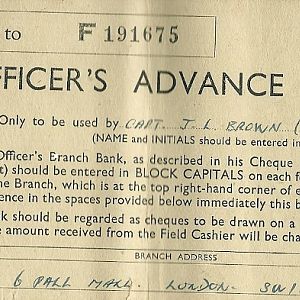 to F 191675
FFICER'S ADVANCE
Only to be used by CAPT. J. L. BROWN (
(NAME and INITIALS should be entered in
Officer's Branch Bank, as described in his Cheque
t) should be entered in BLOCK CAPITALS on each fo
he Branch, which is at the top right-hand corner of e
ence in the spaces provided below immediately this b
k should be regarded as cheques to be drawn on a
e amount received from the Field Cashier will be cha
BRANCH ADDRESS
6 PALL MALL. LONDON. SW1